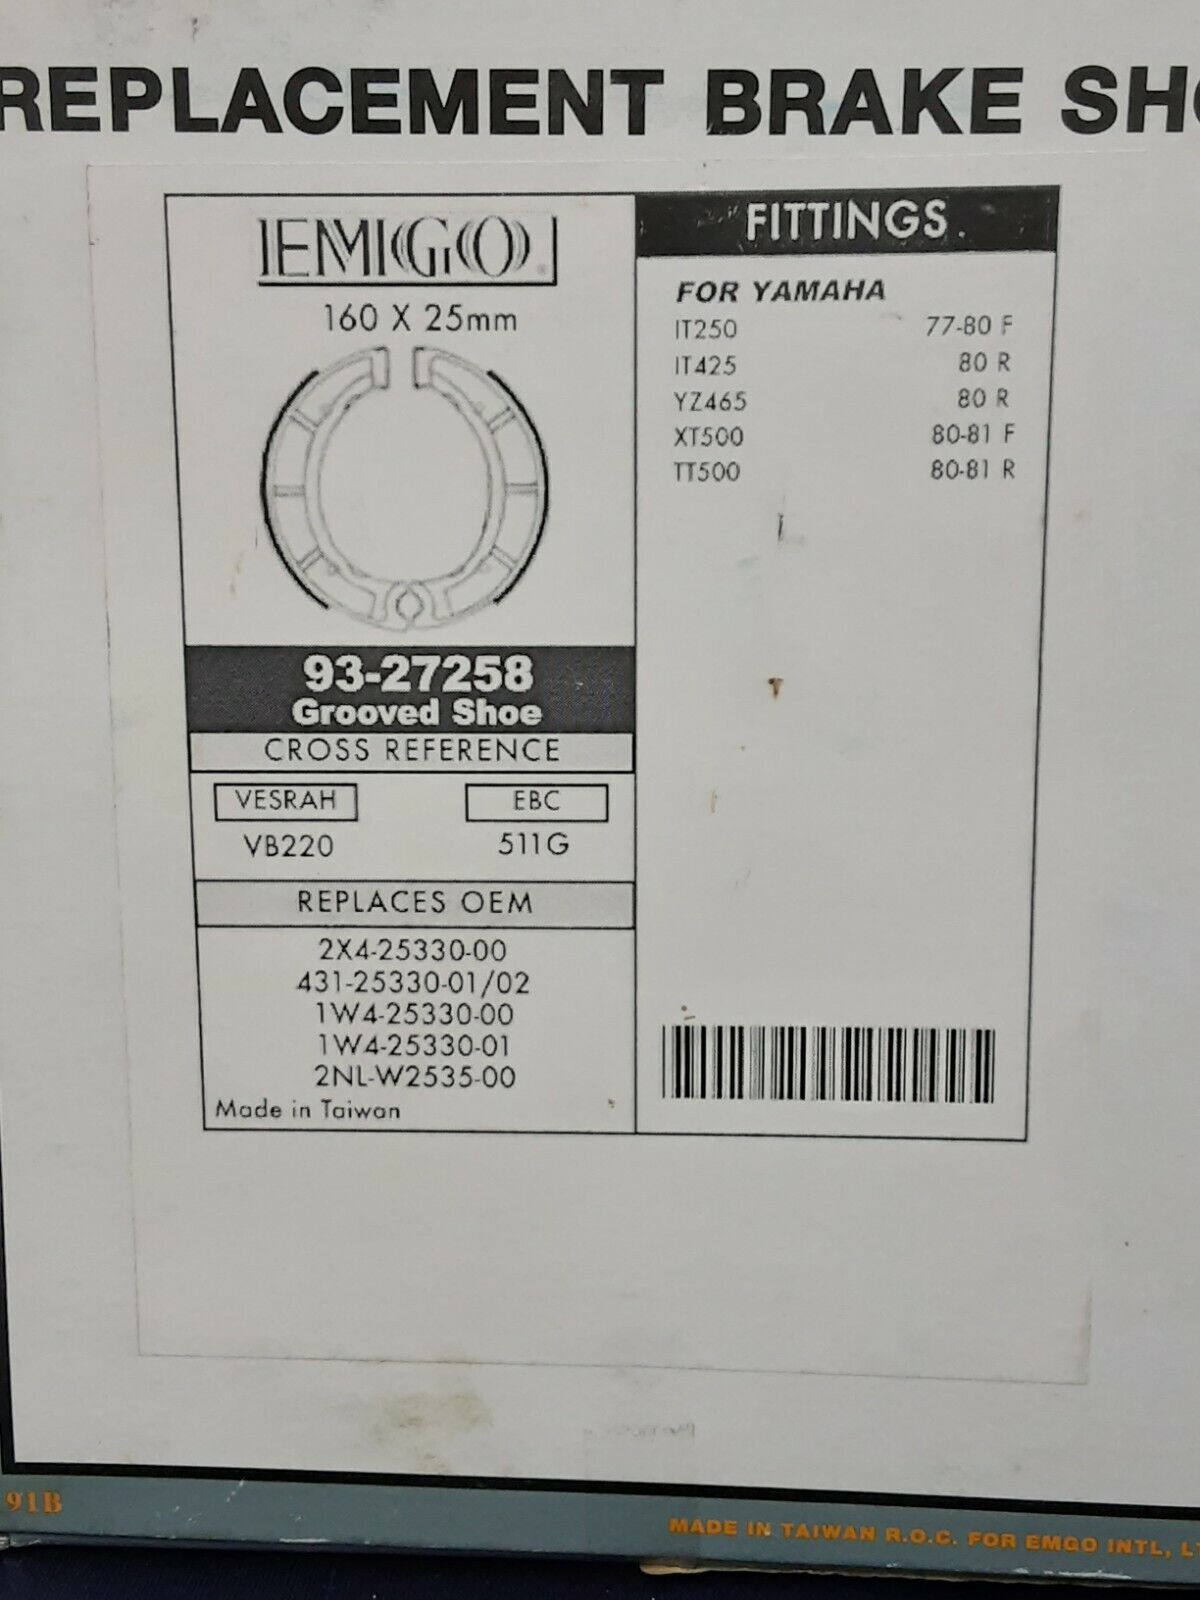 REPLACEMENT BRAKE SHO
EMGO®
160 X 25mm
93-27258
Grooved Shoe
CROSS REFERENCE
VESRAH EBC
VB220 511G
REPLACES OEM
2X4-25330-00
431-25330-01/02
1W4-25330-00
1W4-25330-01
2NL-W2535-00
Made in Taiwan
FITTINGS
FOR YAMAHA
IT250 77-80 F
IT425 80 R
YZ465 80 R
XT500 80-81 F
TT500 80-81 R
91B
MADE IN TAIWAN R.O.C. FOR EMGO INTL, LT